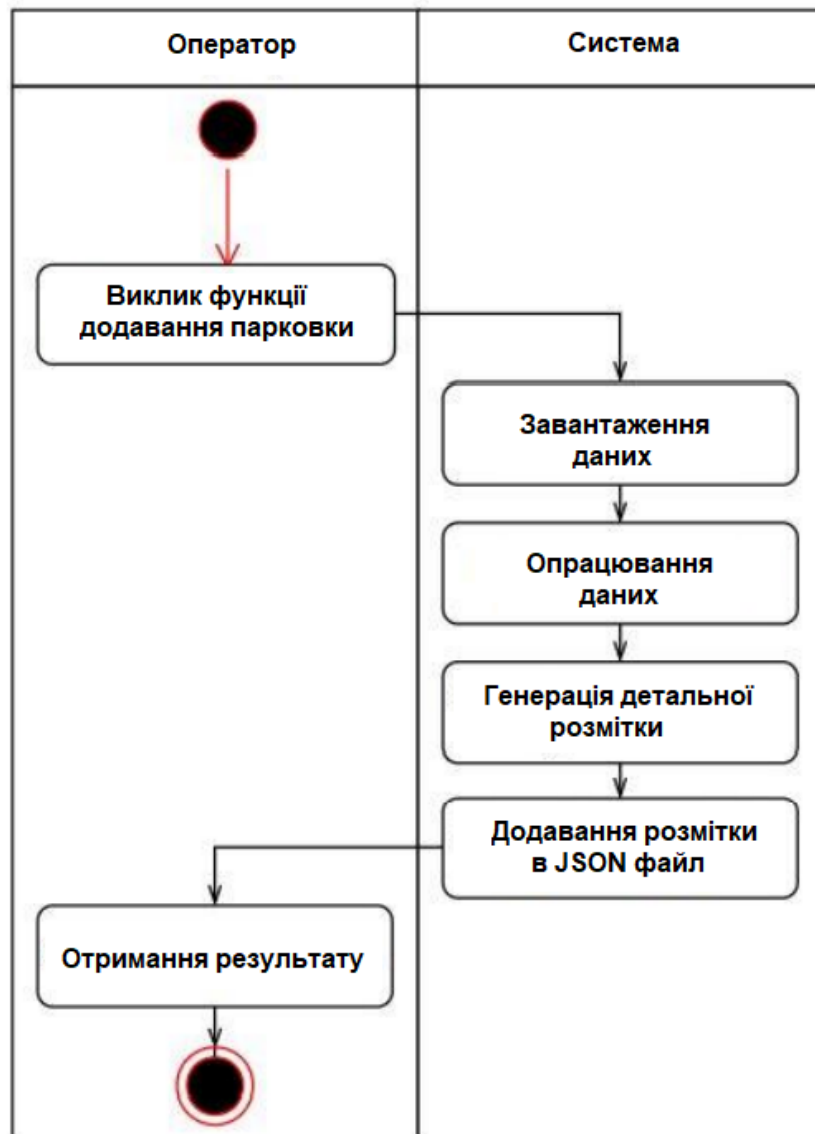 Оператор
Система
Виклик функції
додавання парковки
Завантаження
даних
Опрацювання
даних
Генерація детальної
розмітки
Додавання розмітки
в JSON файл
Отримання результату